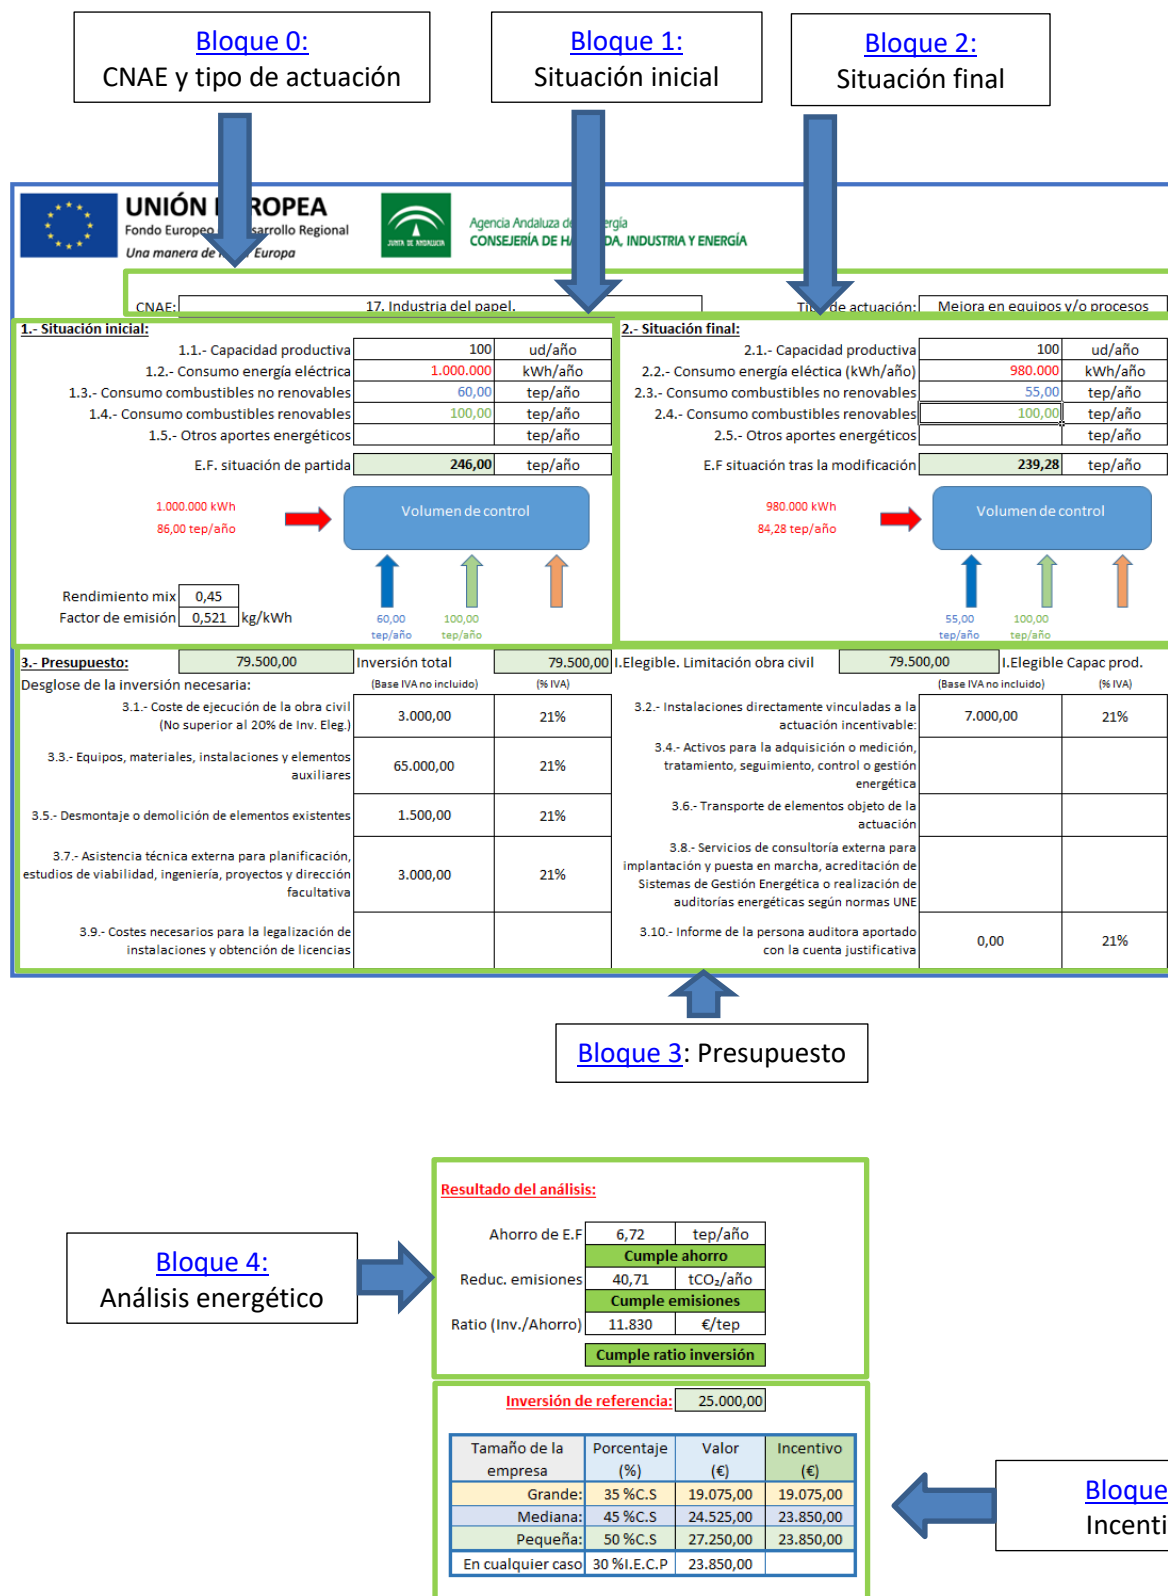 Bloque 0:
CNAE y tipo de actuación
Bloque 1:
Situación inicial
Bloque 2:
Situación final
UNIÓN E ROPEA
Fondo Europeo sarrollo Regional
Una manera de Europa
JUNTA DE ANDALUCIA
Agencia Andaluza de ergía
CONSEJERÍA DE HA DA, INDUSTRIA Y ENERGÍA
CNAE: 17. Industria del papel. de actuación: Mejora en equipos y/o procesos
1.- Situación inicial:
1.1.- Capacidad productiva 100 ud/año
1.2.- Consumo energía eléctrica 1.000.000 kWh/año
1.3.- Consumo combustibles no renovables 60,00 tep/año
1.4.- Consumo combustibles renovables 100,00 tep/año
1.5.- Otros aportes energéticos tep/año
E.F. situación de partida 246,00 tep/año
1.000.000 kWh
86,00 tep/año
Volumen de control
Rendimiento mix 0,45
Factor de emisión 0,521 kg/kWh
60,00 100,00
tep/año tep/año
2.- Situación final:
2.1.- Capacidad productiva 100 ud/año
2.2.- Consumo energía eléctica (kWh/año) 980.000 kWh/año
2.3.- Consumo combustibles no renovables 55,00 tep/año
2.4.- Consumo combustibles renovables 100,00 tep/año
2.5.- Otros aportes energéticos tep/año
E.F situación tras la modificación 239,28 tep/año
980.000 kWh
84,28 tep/año
Volumen de control
55,00 100,00
tep/año tep/año
3.- Presupuesto: 79.500,00 Inversión total 79.500,00 I.Elegible. Limitación obra civil 79.500,00 I.Elegible Capac prod.
Desglose de la inversión necesaria: (Base IVA no incluido) (% IVA) (Base IVA no incluido) (% IVA)
3.1.- Coste de ejecución de la obra civil
(No superior al 20% de Inv. Eleg.) 3.000,00 21%
3.2.- Instalaciones directamente vinculadas a la
actuación incentivable: 7.000,00 21%
3.3.- Equipos, materiales, instalaciones y elementos
auxiliares 65.000,00 21%
3.4.- Activos para la adquisición o medición,
tratamiento, seguimiento, control o gestión
energética
3.5.- Desmontaje o demolición de elementos existentes 1.500,00 21%
3.6.- Transporte de elementos objeto de la
actuación
3.7.- Asistencia técnica externa para planificación,
estudios de viabilidad, ingeniería, proyectos y dirección
facultativa 3.000,00 21%
3.8.- Servicios de consultoría externa para
implantación y puesta en marcha, acreditación de
Sistemas de Gestión Energética o realización de
auditorías energéticas según normas UNE
3.9.- Costes necesarios para la legalización de
instalaciones y obtención de licencias
3.10.- Informe de la persona auditora aportado
con la cuenta justificativa 0,00 21%
Bloque 3: Presupuesto
Bloque 4:
Análisis energético
Resultado del análisis:
Ahorro de E.F 6,72 tep/año
Cumple ahorro
Reduc. emisiones 40,71 tCO₂/año
Cumple emisiones
Ratio (Inv./Ahorro) 11.830 €/tep
Cumple ratio inversión
Inversión de referencia: 25.000,00
Tamaño de la empresa Porcentaje (%) Valor (€) Incentivo (€)
Grande: 35 %C.S 19.075,00 19.075,00
Mediana: 45 %C.S 24.525,00 23.850,00
Pequeña: 50 %C.S 27.250,00 23.850,00
En cualquier caso 30 %I.E.C.P 23.850,00
Bloque
Incenti